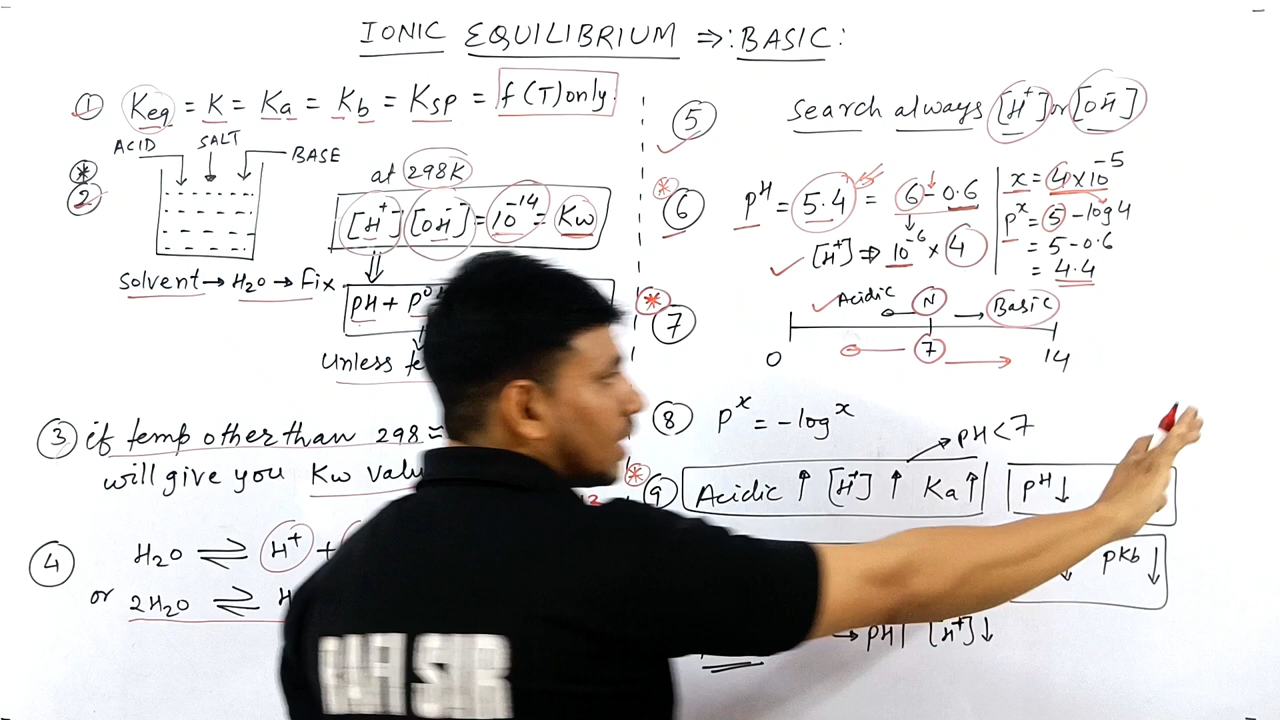 IONIC EQUILIBRIUM ⇒: BASIC:
① Keq = K = Ka = Kb = Ksp = f(T) only.
ACID SALT BASE
* ②
at 298K
[H⁺] [OH⁻] = 10⁻¹⁴ = Kw
Solvent → H₂O → Fix
pH + pOH
Unless
③ if temp other than 298
will give you Kw
④ H₂O ⇌ H⁺ +
or 2H₂O ⇌ H
⑤ Search always [H⁺] or [OH⁻]
* ⑥ pH = 5.4 = 6 - 0.6
[H⁺] ⇒ 10⁻⁶ × 4
x = 4×10⁻⁵
pˣ = 5 - log 4
= 5 - 0.6
= 4.4
* ⑦ Acidic N → Basic
0 7 14
⑧ pˣ = -log x
→ pH < 7
* ⑨ Acidic ↑ [H⁺] ↑ Ka ↑ pH ↓
↓ pKb ↓
→ pH [H⁺] ↓
RAFI SIR